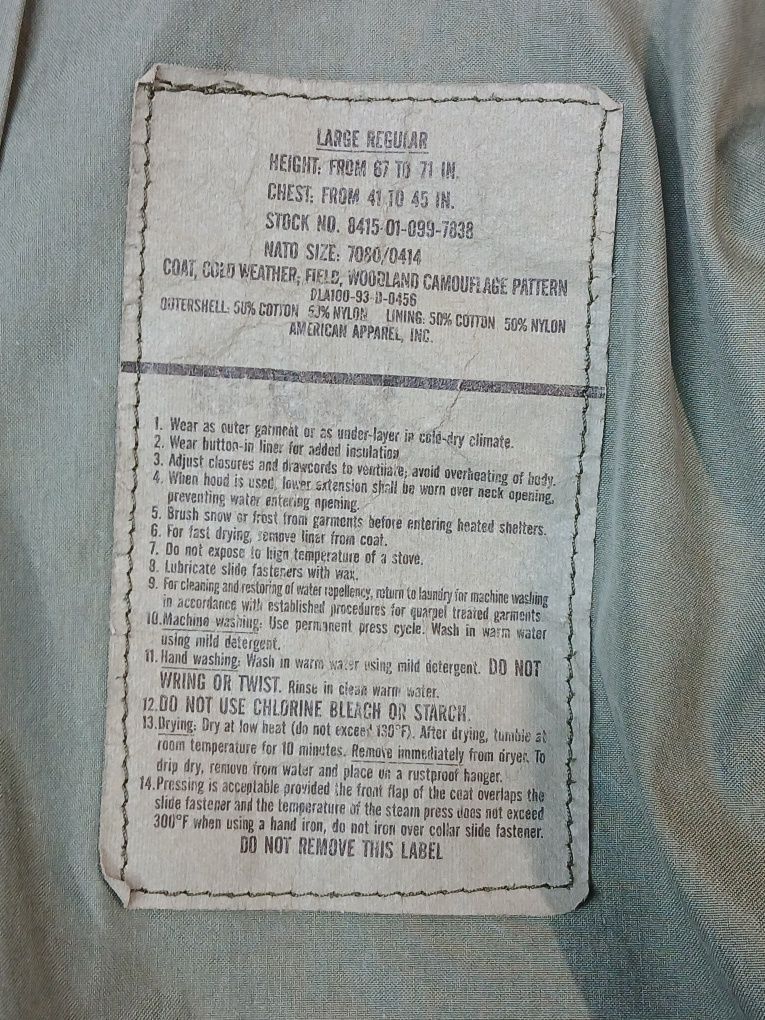 LARGE REGULAR
HEIGHT: FROM 67 TO 71 IN.
CHEST: FROM 41 TO 45 IN.
STOCK NO. 8415-01-099-7838
NATO SIZE: 7080/0414
COAT, COLD WEATHER, FIELD, WOODLAND CAMOUFLAGE PATTERN
DLA100-93-D-0456
OUTERSHELL: 50% COTTON 50% NYLON LINING: 50% COTTON 50% NYLON
AMERICAN APPAREL, INC.
1. Wear as outer garment or as under-layer in cold-dry climate.
2. Wear button-in liner for added insulation
3. Adjust closures and drawcords to ventilate; avoid overheating of body.
4. When hood is used, lower extension shall be worn over neck opening,
preventing water entering opening.
5. Brush snow or frost from garments before entering heated shelters.
6. For fast drying, remove liner from coat.
7. Do not expose to high temperature of a stove.
8. Lubricate slide fasteners with wax.
9. For cleaning and restoring of water repellency, return to laundry for machine washing
in accordance with established procedures for quarpel treated garments.
10. Machine washing: Use permanent press cycle. Wash in warm water
using mild detergent.
11. Hand washing: Wash in warm water using mild detergent. DO NOT
WRING OR TWIST. Rinse in clean warm water.
12. DO NOT USE CHLORINE BLEACH OR STARCH.
13. Drying: Dry at low heat (do not exceed 130°F). After drying, tumble at
room temperature for 10 minutes. Remove immediately from dryer. To
drip dry, remove from water and place on a rustproof hanger.
14. Pressing is acceptable provided the front flap of the coat overlaps the
slide fastener and the temperature of the steam press does not exceed
300°F when using a hand iron, do not iron over collar slide fastener.
DO NOT REMOVE THIS LABEL